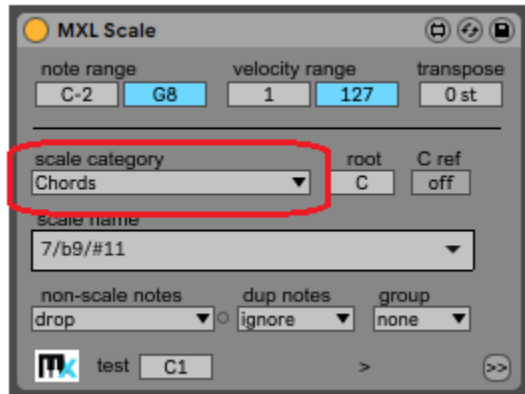 MXL Scale
note range velocity range transpose
C-2 G8 1 127 0 st
scale category root C ref
Chords C off
scale name
7/b9/#11
non-scale notes dup notes group
drop ignore none
mx test C1 > >>